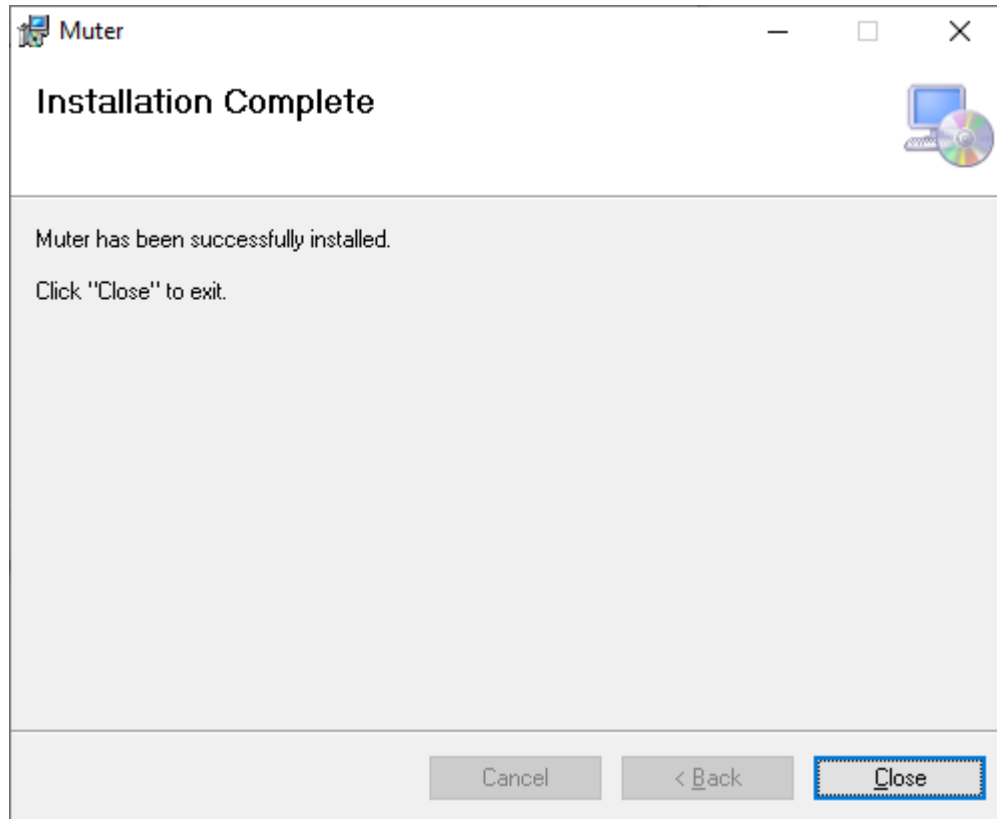 Muter
Installation Complete
Muter has been successfully installed.
Click "Close" to exit.
Cancel
< Back
Close